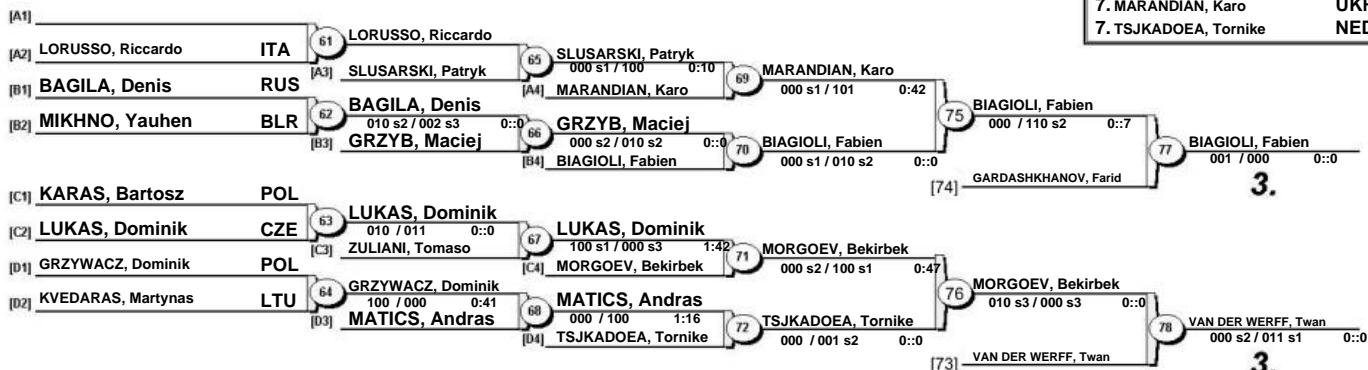 7. MARANDIAN, Karo
7. TSJKADOEA, Tornike
[A1]
[A2] LORUSSO, Riccardo ITA
[B1] BAGILA, Denis RUS
[B2] MIKHNO, Yauhen BLR
[C1] KARAS, Bartosz POL
[C2] LUKAS, Dominik CZE
[D1] GRZYWACZ, Dominik POL
[D2] KVEDARAS, Martynas LTU
61 LORUSSO, Riccardo
[A3] SLUSARSKI, Patryk
62 BAGILA, Denis
010 s2 / 002 s3 0::0
[B3] GRZYB, Maciej
63 LUKAS, Dominik
010 / 011 0::0
[C3] ZULIANI, Tomaso
64 GRZYWACZ, Dominik
100 / 000 0:41
[D3] MATICS, Andras
65 SLUSARSKI, Patryk
000 s1 / 100 0:10
[A4] MARANDIAN, Karo
66 GRZYB, Maciej
000 s2 / 010 s2 0::0
[B4] BIAGIOLI, Fabien
67 LUKAS, Dominik
100 s1 / 000 s3 1:42
[C4] MORGOEV, Bekirbek
68 MATICS, Andras
000 / 100 1:16
[D4] TSJKADOEA, Tornike
69 MARANDIAN, Karo
000 s1 / 101 0:42
70 BIAGIOLI, Fabien
000 s1 / 010 s2 0::0
71 MORGOEV, Bekirbek
000 s2 / 100 s1 0:47
72 TSJKADOEA, Tornike
000 / 001 s2 0::0
75 BIAGIOLI, Fabien
000 / 110 s2 0::7
[74] GARDASHKHANOV, Farid
76 MORGOEV, Bekirbek
010 s3 / 000 s3 0::0
[73] VAN DER WERFF, Twan
77 BIAGIOLI, Fabien
001 / 000 0::0
3.
78 VAN DER WERFF, Twan
000 s2 / 011 s1 0::0
3.